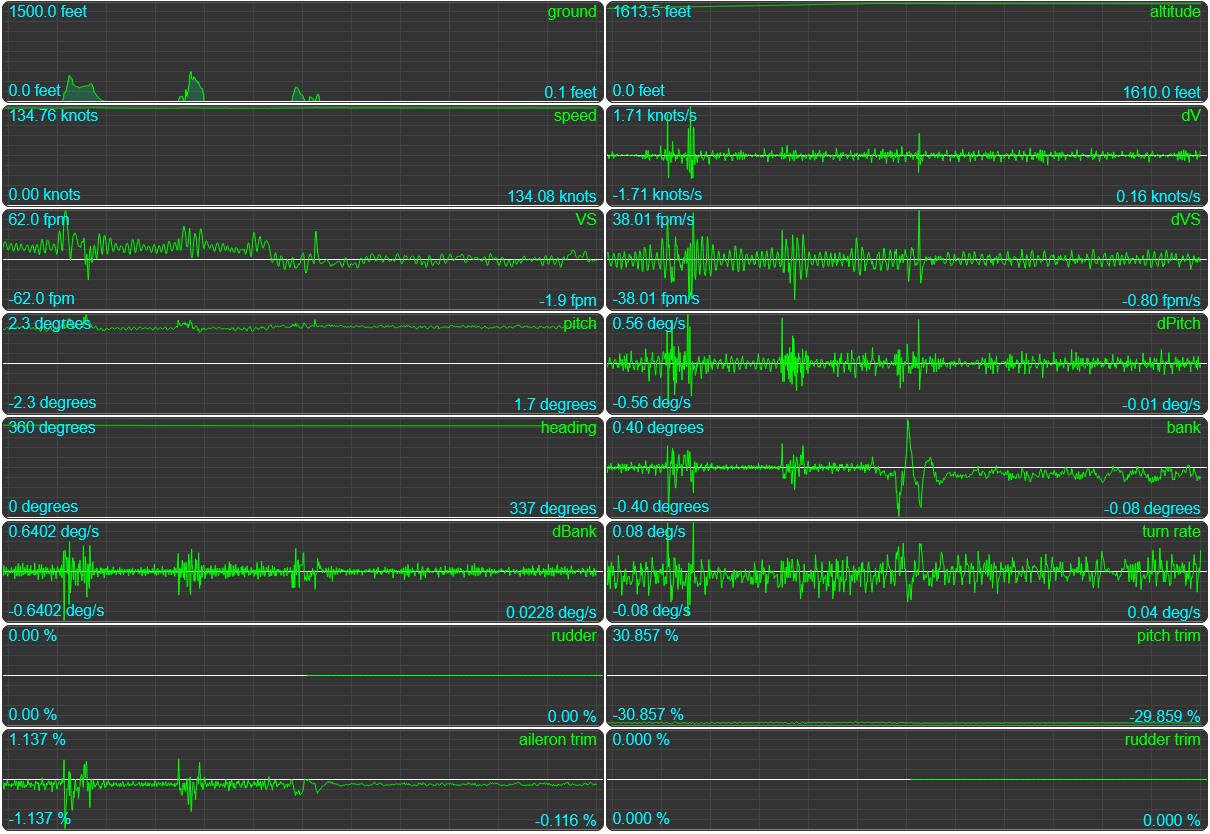 1500.0 feet ground
0.0 feet 0.1 feet
1613.5 feet altitude
0.0 feet 1610.0 feet
134.76 knots speed
0.00 knots 134.08 knots
1.71 knots/s dV
-1.71 knots/s 0.16 knots/s
62.0 fpm VS
-62.0 fpm -1.9 fpm
38.01 fpm/s dVS
-38.01 fpm/s -0.80 fpm/s
2.3 degrees pitch
-2.3 degrees 1.7 degrees
0.56 deg/s dPitch
-0.56 deg/s -0.01 deg/s
360 degrees heading
0 degrees 337 degrees
0.40 degrees bank
-0.40 degrees -0.08 degrees
0.6402 deg/s dBank
-0.6402 deg/s 0.0228 deg/s
0.08 deg/s turn rate
-0.08 deg/s 0.04 deg/s
0.00 % rudder
0.00 % 0.00 %
30.857 % pitch trim
-30.857 % -29.859 %
1.137 % aileron trim
-1.137 % -0.116 %
0.000 % rudder trim
0.000 % 0.000 %